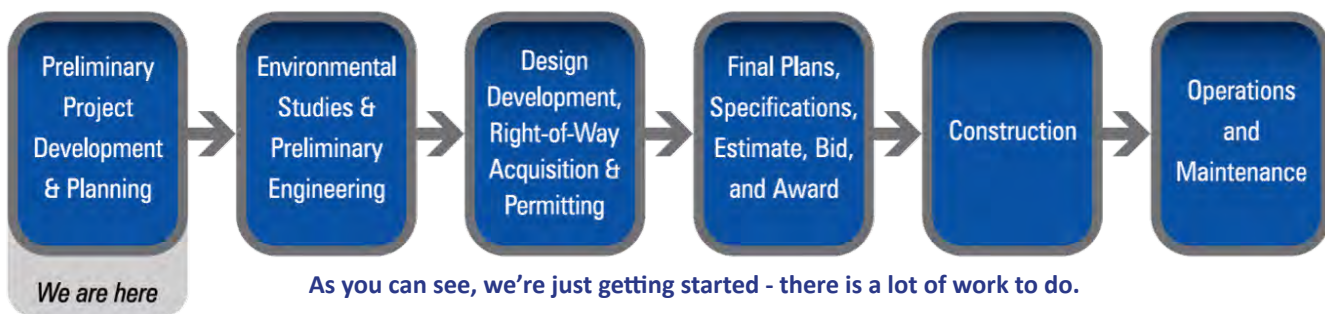 Preliminary
Project
Development
& Planning
Environmental
Studies &
Preliminary
Engineering
Design
Development,
Right-of-Way
Acquisition &
Permitting
Final Plans,
Specifications,
Estimate, Bid,
and Award
Construction
Operations
and
Maintenance
We are here
As you can see, we're just getting started - there is a lot of work to do.